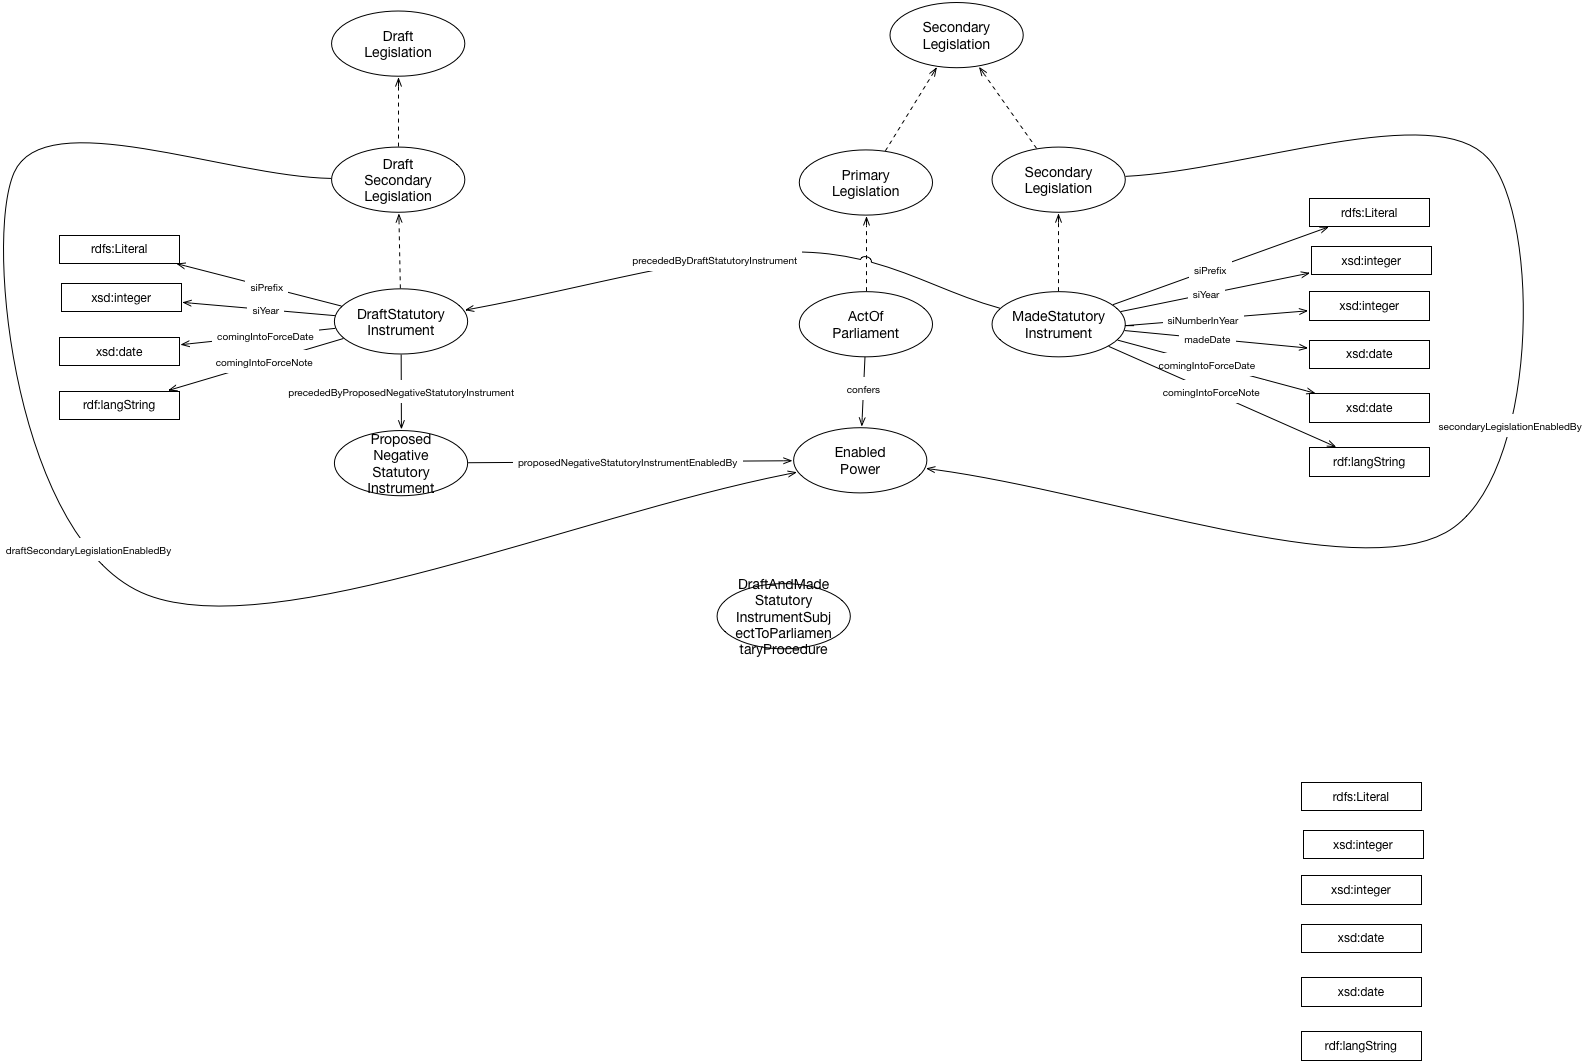 Draft
Legislation
Secondary
Legislation
Draft
Secondary
Legislation
Primary
Legislation
Secondary
Legislation
rdfs:Literal
xsd:integer
xsd:date
rdf:langString
siPrefix
siYear
comingIntoForceDate
comingIntoForceNote
DraftStatutory
Instrument
precededByDraftStatutoryInstrument
ActOf
Parliament
MadeStatutory
Instrument
siPrefix
siYear
siNumberInYear
madeDate
comingIntoForceDate
comingIntoForceNote
rdfs:Literal
xsd:integer
xsd:integer
xsd:date
xsd:date
rdf:langString
precededByProposedNegativeStatutoryInstrument
confers
secondaryLegislationEnabledBy
Proposed
Negative
Statutory
Instrument
proposedNegativeStatutoryInstrumentEnabledBy
Enabled
Power
draftSecondaryLegislationEnabledBy
DraftAndMade
Statutory
InstrumentSubj
ectToParliamen
taryProcedure
rdfs:Literal
xsd:integer
xsd:integer
xsd:date
xsd:date
rdf:langString